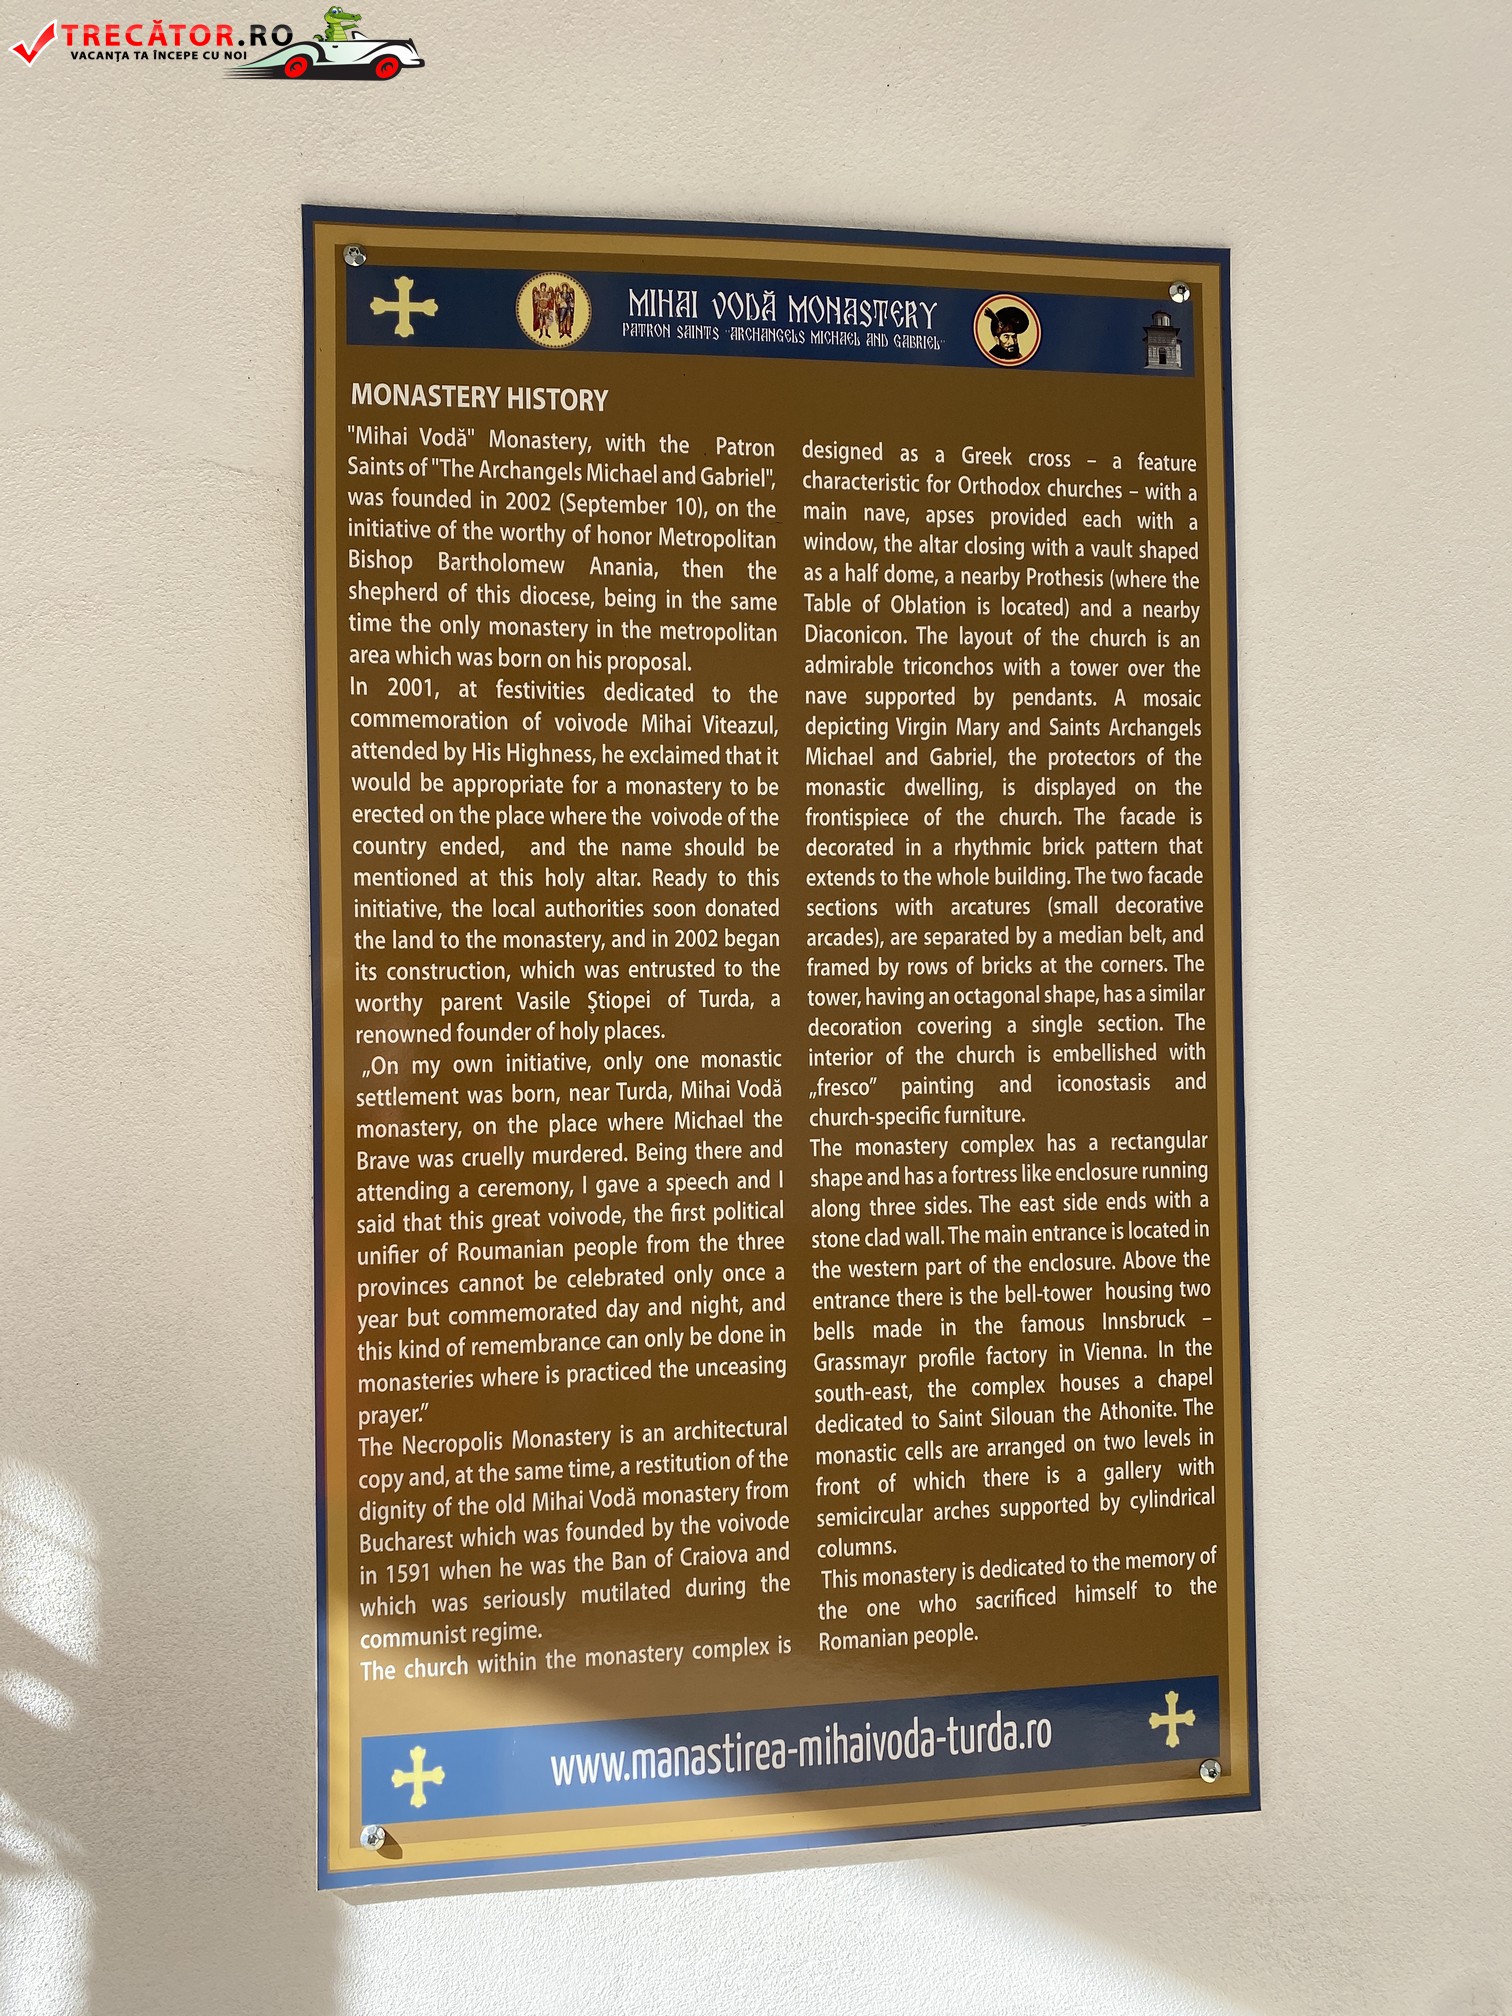 TRECĂTOR.RO
VACANȚA TA ÎNCEPE CU NOI
MIHAI VODĂ MONASTERY
PATRON SAINTS "ARCHANGELS MICHAEL AND GABRIEL"
MONASTERY HISTORY
"Mihai Vodă" Monastery, with the Patron
Saints of "The Archangels Michael and Gabriel",
was founded in 2002 (September 10), on the
initiative of the worthy of honor Metropolitan
Bishop Bartholomew Anania, then the
shepherd of this diocese, being in the same
time the only monastery in the metropolitan
area which was born on his proposal.
In 2001, at festivities dedicated to the
commemoration of voivode Mihai Viteazul,
attended by His Highness, he exclaimed that it
would be appropriate for a monastery to be
erected on the place where the voivode of the
country ended, and the name should be
mentioned at this holy altar. Ready to this
initiative, the local authorities soon donated
the land to the monastery, and in 2002 began
its construction, which was entrusted to the
worthy parent Vasile Ştiopei of Turda, a
renowned founder of holy places.
„On my own initiative, only one monastic
settlement was born, near Turda, Mihai Vodă
monastery, on the place where Michael the
Brave was cruelly murdered. Being there and
attending a ceremony, I gave a speech and I
said that this great voivode, the first political
unifier of Roumanian people from the three
provinces cannot be celebrated only once a
year but commemorated day and night, and
this kind of remembrance can only be done in
monasteries where is practiced the unceasing
prayer.”
The Necropolis Monastery is an architectural
copy and, at the same time, a restitution of the
dignity of the old Mihai Vodă monastery from
Bucharest which was founded by the voivode
in 1591 when he was the Ban of Craiova and
which was seriously mutilated during the
communist regime.
The church within the monastery complex is
designed as a Greek cross – a feature
characteristic for Orthodox churches – with a
main nave, apses provided each with a
window, the altar closing with a vault shaped
as a half dome, a nearby Prothesis (where the
Table of Oblation is located) and a nearby
Diaconicon. The layout of the church is an
admirable triconchos with a tower over the
nave supported by pendants. A mosaic
depicting Virgin Mary and Saints Archangels
Michael and Gabriel, the protectors of the
monastic dwelling, is displayed on the
frontispiece of the church. The facade is
decorated in a rhythmic brick pattern that
extends to the whole building. The two facade
sections with arcatures (small decorative
arcades), are separated by a median belt, and
framed by rows of bricks at the corners. The
tower, having an octagonal shape, has a similar
decoration covering a single section. The
interior of the church is embellished with
„fresco” painting and iconostasis and
church-specific furniture.
The monastery complex has a rectangular
shape and has a fortress like enclosure running
along three sides. The east side ends with a
stone clad wall. The main entrance is located in
the western part of the enclosure. Above the
entrance there is the bell-tower housing two
bells made in the famous Innsbruck –
Grassmayr profile factory in Vienna. In the
south-east, the complex houses a chapel
dedicated to Saint Silouan the Athonite. The
monastic cells are arranged on two levels in
front of which there is a gallery with
semicircular arches supported by cylindrical
columns.
This monastery is dedicated to the memory of
the one who sacrificed himself to the
Romanian people.
www.manastirea-mihaivoda-turda.ro